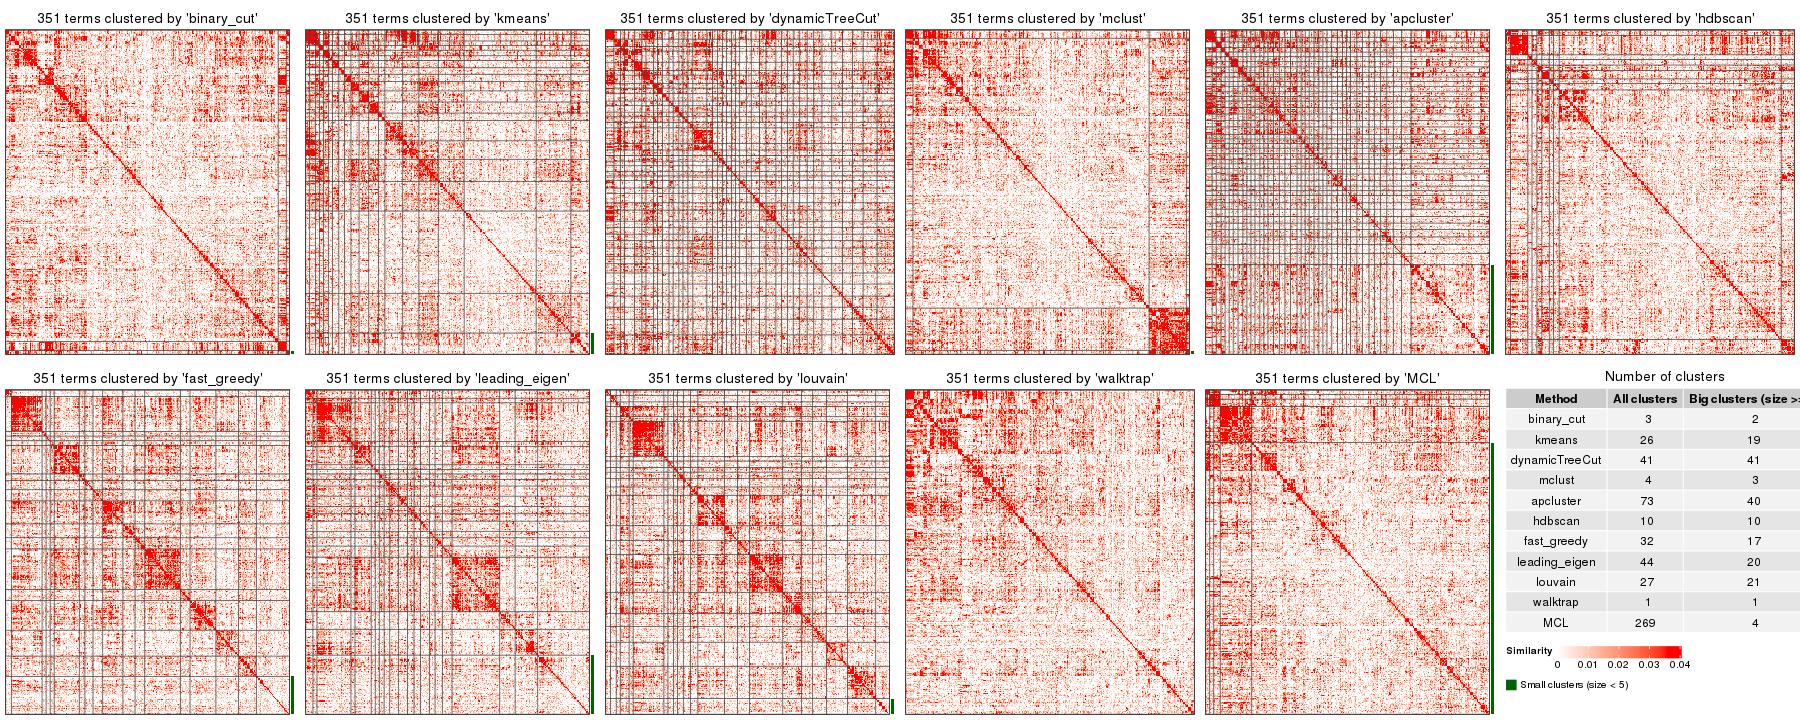 351 terms clustered by 'binary_cut'
351 terms clustered by 'kmeans'
351 terms clustered by 'dynamicTreeCut'
351 terms clustered by 'mclust'
351 terms clustered by 'apcluster'
351 terms clustered by 'hdbscan'
351 terms clustered by 'fast_greedy'
351 terms clustered by 'leading_eigen'
351 terms clustered by 'louvain'
351 terms clustered by 'walktrap'
351 terms clustered by 'MCL'
Number of clusters
Method All clusters Big clusters (size >=
binary_cut 3 2
kmeans 26 19
dynamicTreeCut 41 41
mclust 4 3
apcluster 73 40
hdbscan 10 10
fast_greedy 32 17
leading_eigen 44 20
louvain 27 21
walktrap 1 1
MCL 269 4
Similarity
0 0.01 0.02 0.03 0.04
Small clusters (size < 5)